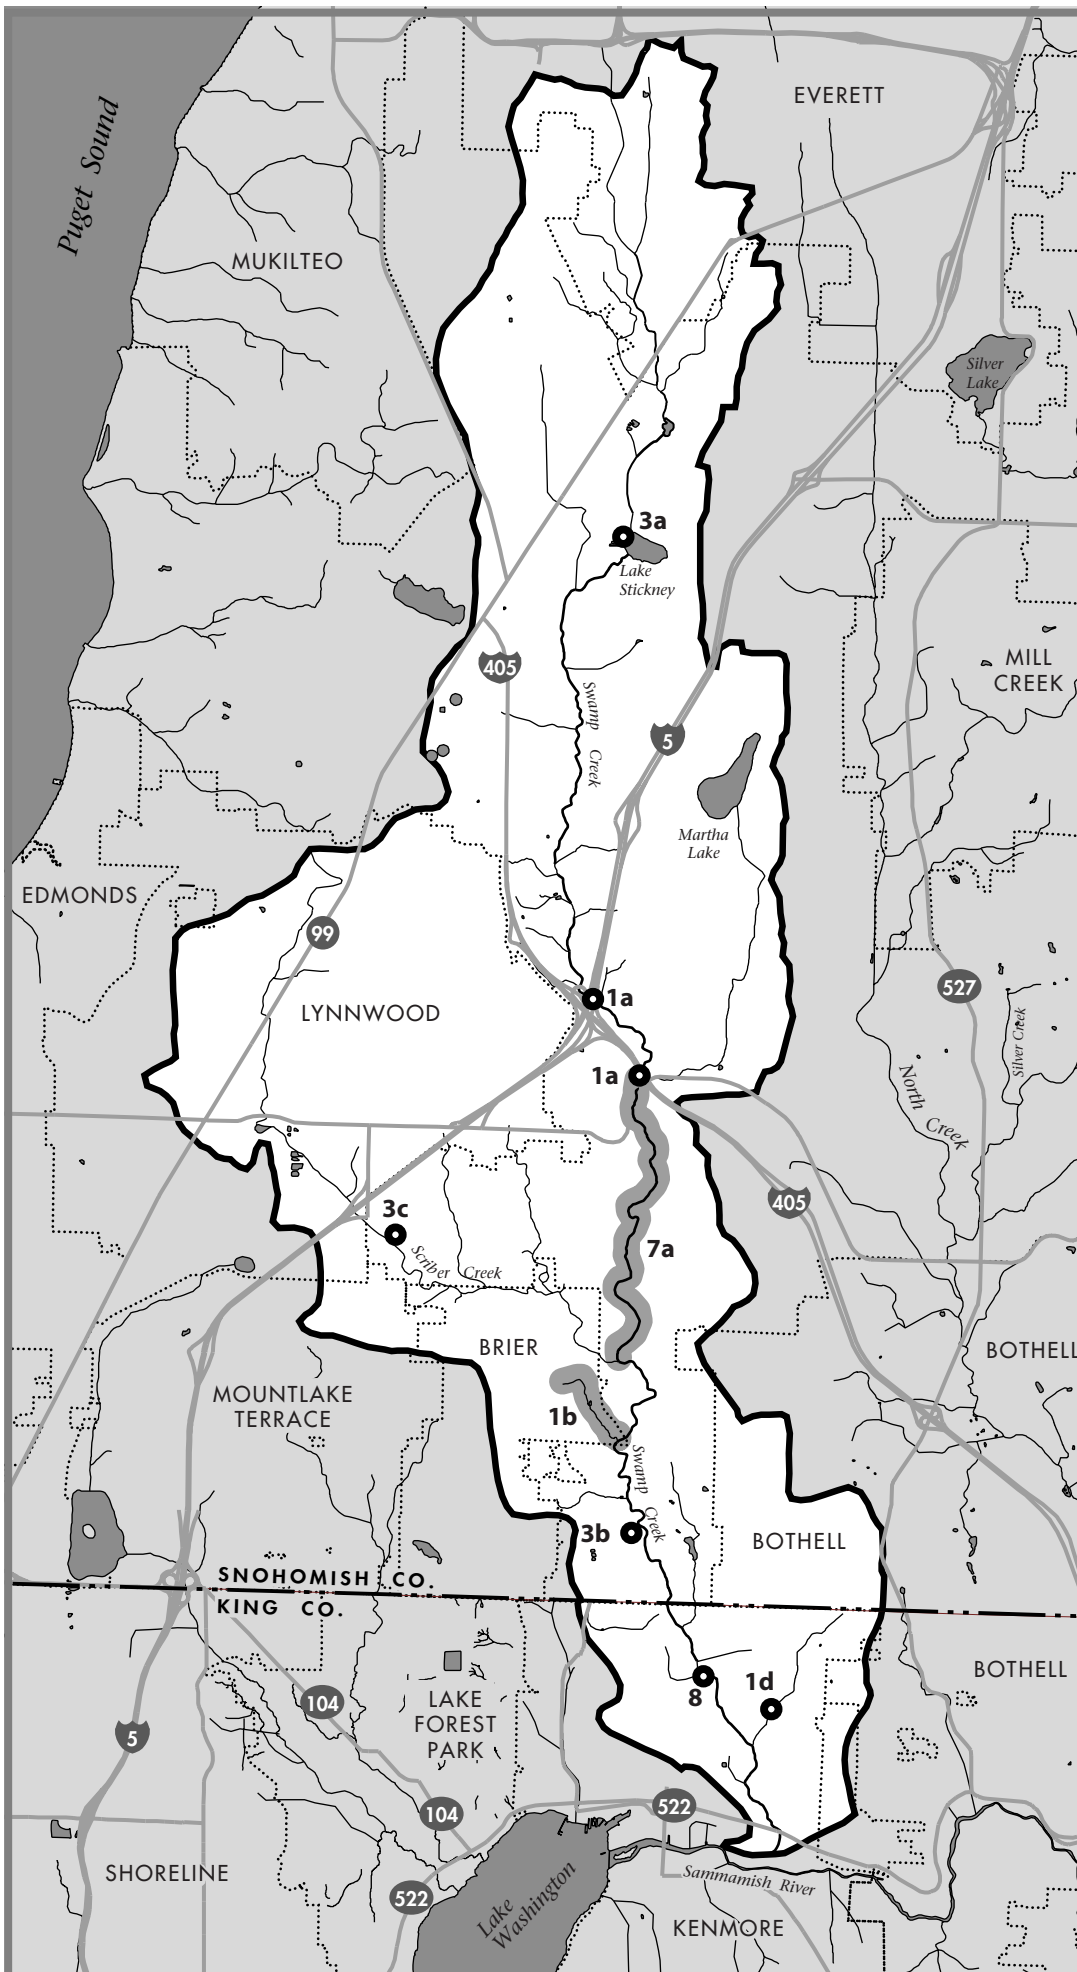 EVERETT
Puget Sound
MUKILTEO
Silver
Lake
3a
Lake
Stickney
405
MILL
CREEK
Swamp Creek
5
Martha
Lake
EDMONDS
99
527
1a
LYNNWOOD
Silver Creek
1a
North Creek
405
3c
7a
Scriber Creek
BRIER
BOTHELL
MOUNTLAKE
TERRACE
1b
Swamp Creek
3b
BOTHELL
SNOHOMISH CO.
KING CO.
BOTHELL
8
1d
104
LAKE
FOREST
PARK
5
522
104
SHORELINE
Sammamish River
522
Lake
Washington
KENMORE